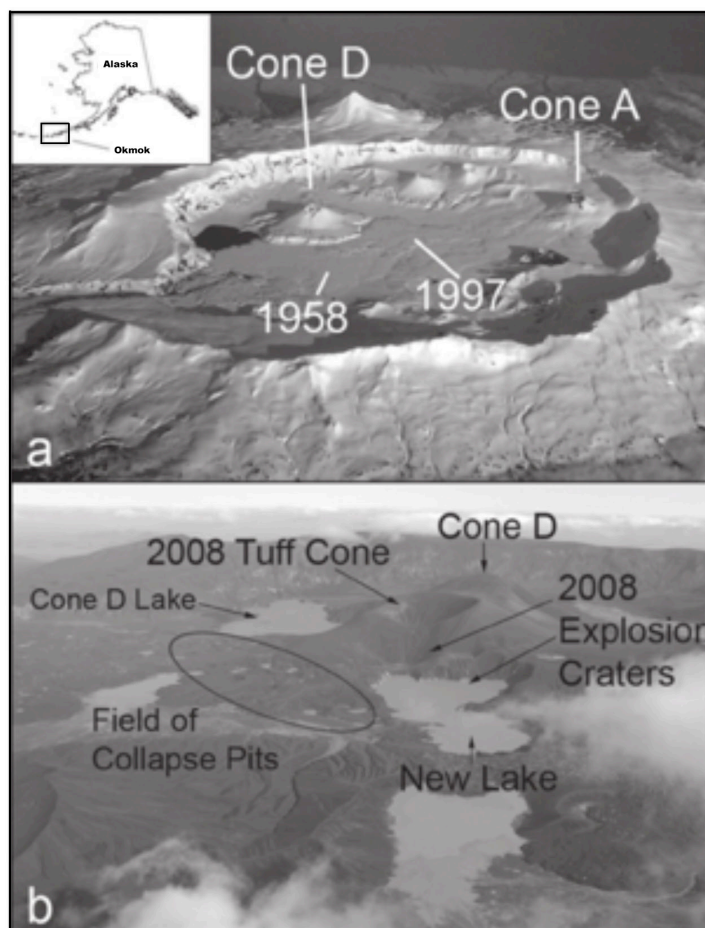 Alaska
Okmok
Cone D
Cone A
1958
1997
a
Cone D
2008 Tuff Cone
Cone D Lake
2008
Explosion
Craters
Field of
Collapse Pits
New Lake
b